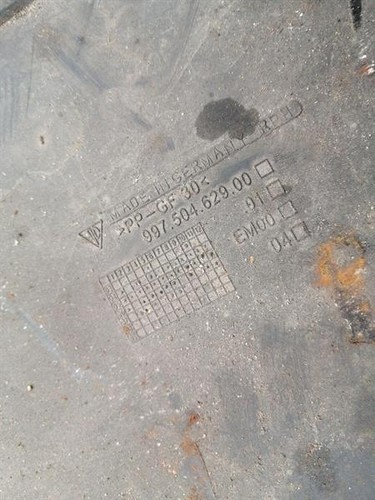 MADE IN GERMANY
>PP-GF 30<
997.504.629.00
.91
EM00
04